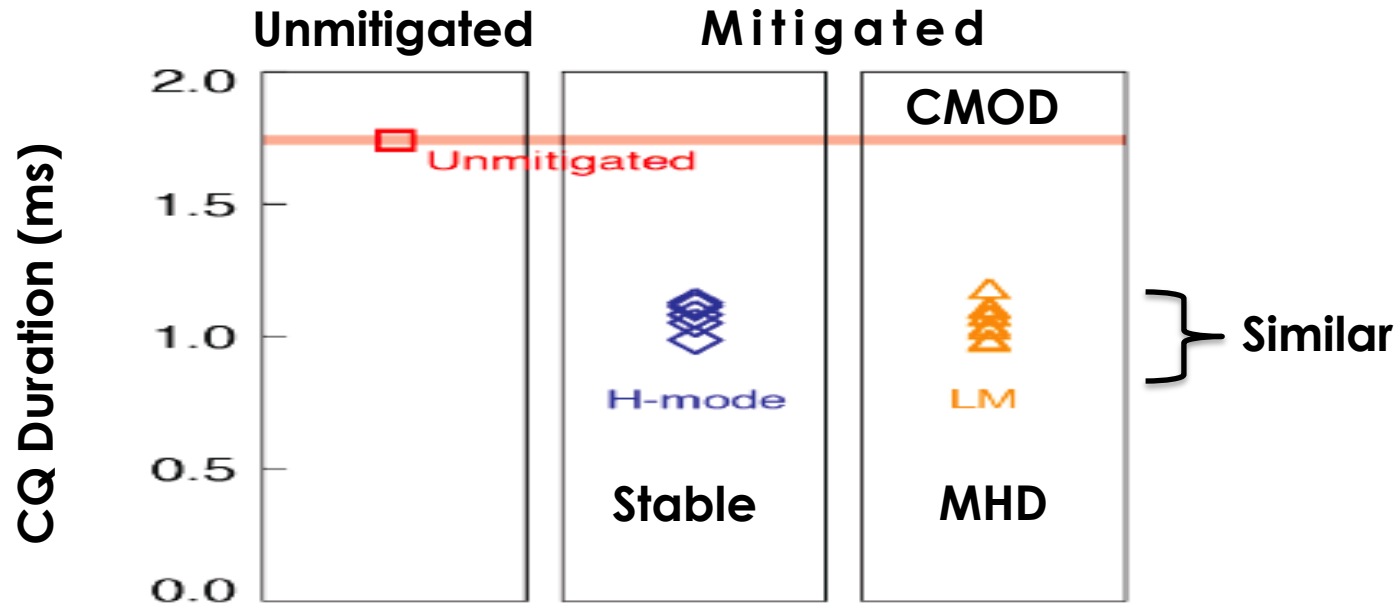 Unmitigated
Mitigated
2.0
CMOD
Unmitigated
1.5
CQ Duration (ms)
1.0
Similar
H-mode
LM
0.5
Stable
MHD
0.0